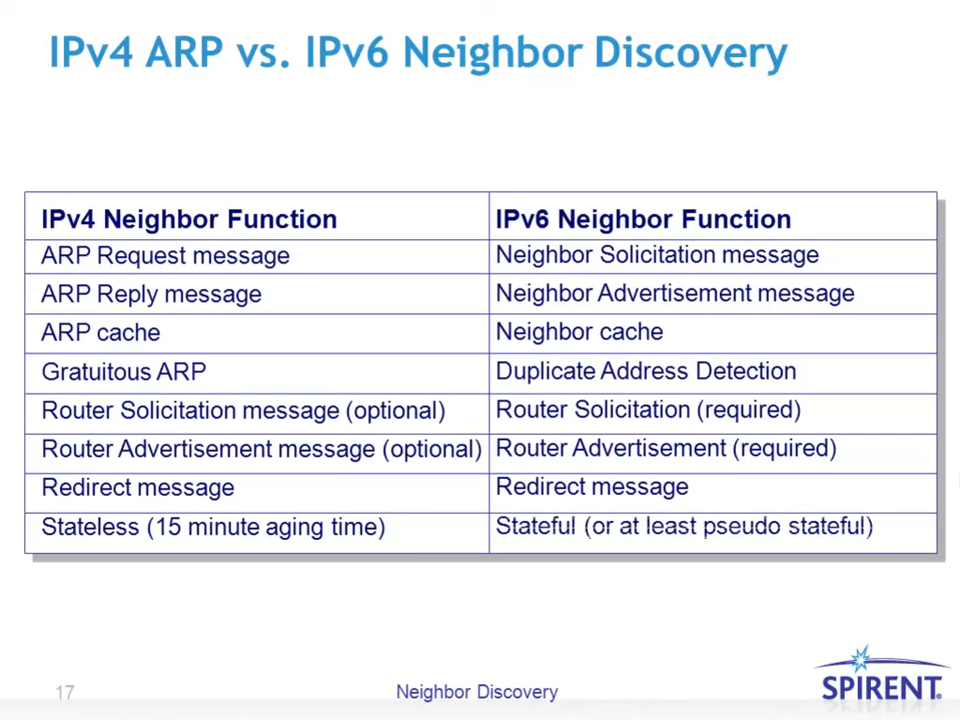 IPv4 ARP vs. IPv6 Neighbor Discovery
IPv4 Neighbor Function IPv6 Neighbor Function
ARP Request message Neighbor Solicitation message
ARP Reply message Neighbor Advertisement message
ARP cache Neighbor cache
Gratuitous ARP Duplicate Address Detection
Router Solicitation message (optional) Router Solicitation (required)
Router Advertisement message (optional) Router Advertisement (required)
Redirect message Redirect message
Stateless (15 minute aging time) Stateful (or at least pseudo stateful)
17 Neighbor Discovery SPIRENT®